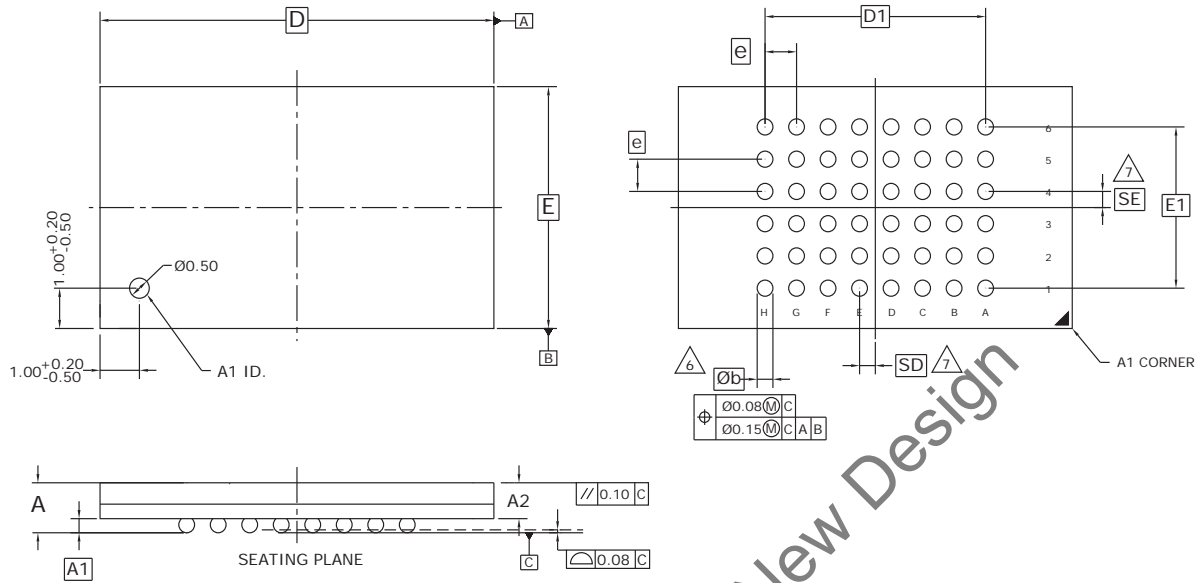 D
A
D1
e
6
5
e
4
7
SE
E
E1
3
1.00+0.20
-0.50
Ø0.50
2
1
H G F E D C B A
B
1.00+0.20
-0.50
A1 ID.
6
Øb
SD
7
A1 CORNER
Ø0.08 M C
Ø0.15 M C A B
A
A2
// 0.10 C
A1
SEATING PLANE
C
0.08 C
New Design